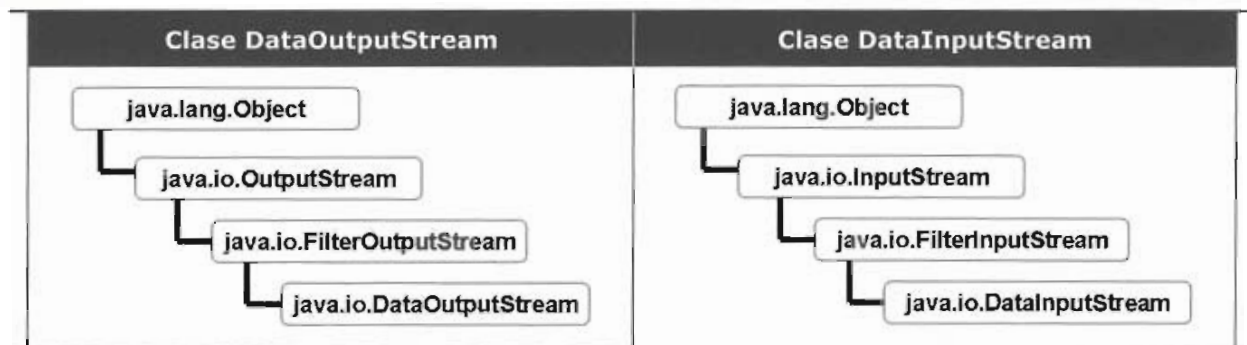 Clase DataOutputStream
java.lang.Object
java.io.OutputStream
java.io.FilterOutputStream
java.io.DataOutputStream
Clase DataInputStream
java.lang.Object
java.io.InputStream
java.io.FilterInputStream
java.io.DataInputStream